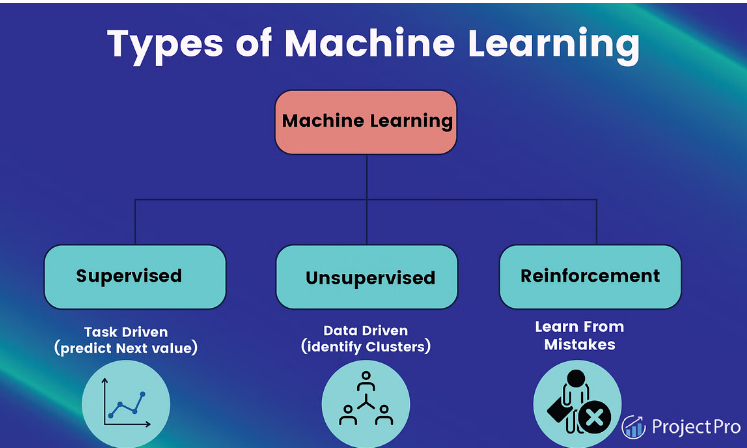 Types of Machine Learning
Machine Learning
Supervised
Unsupervised
Reinforcement
Task Driven
(predict Next value)
Data Driven
(identify Clusters)
Learn From
Mistakes
ProjectPro